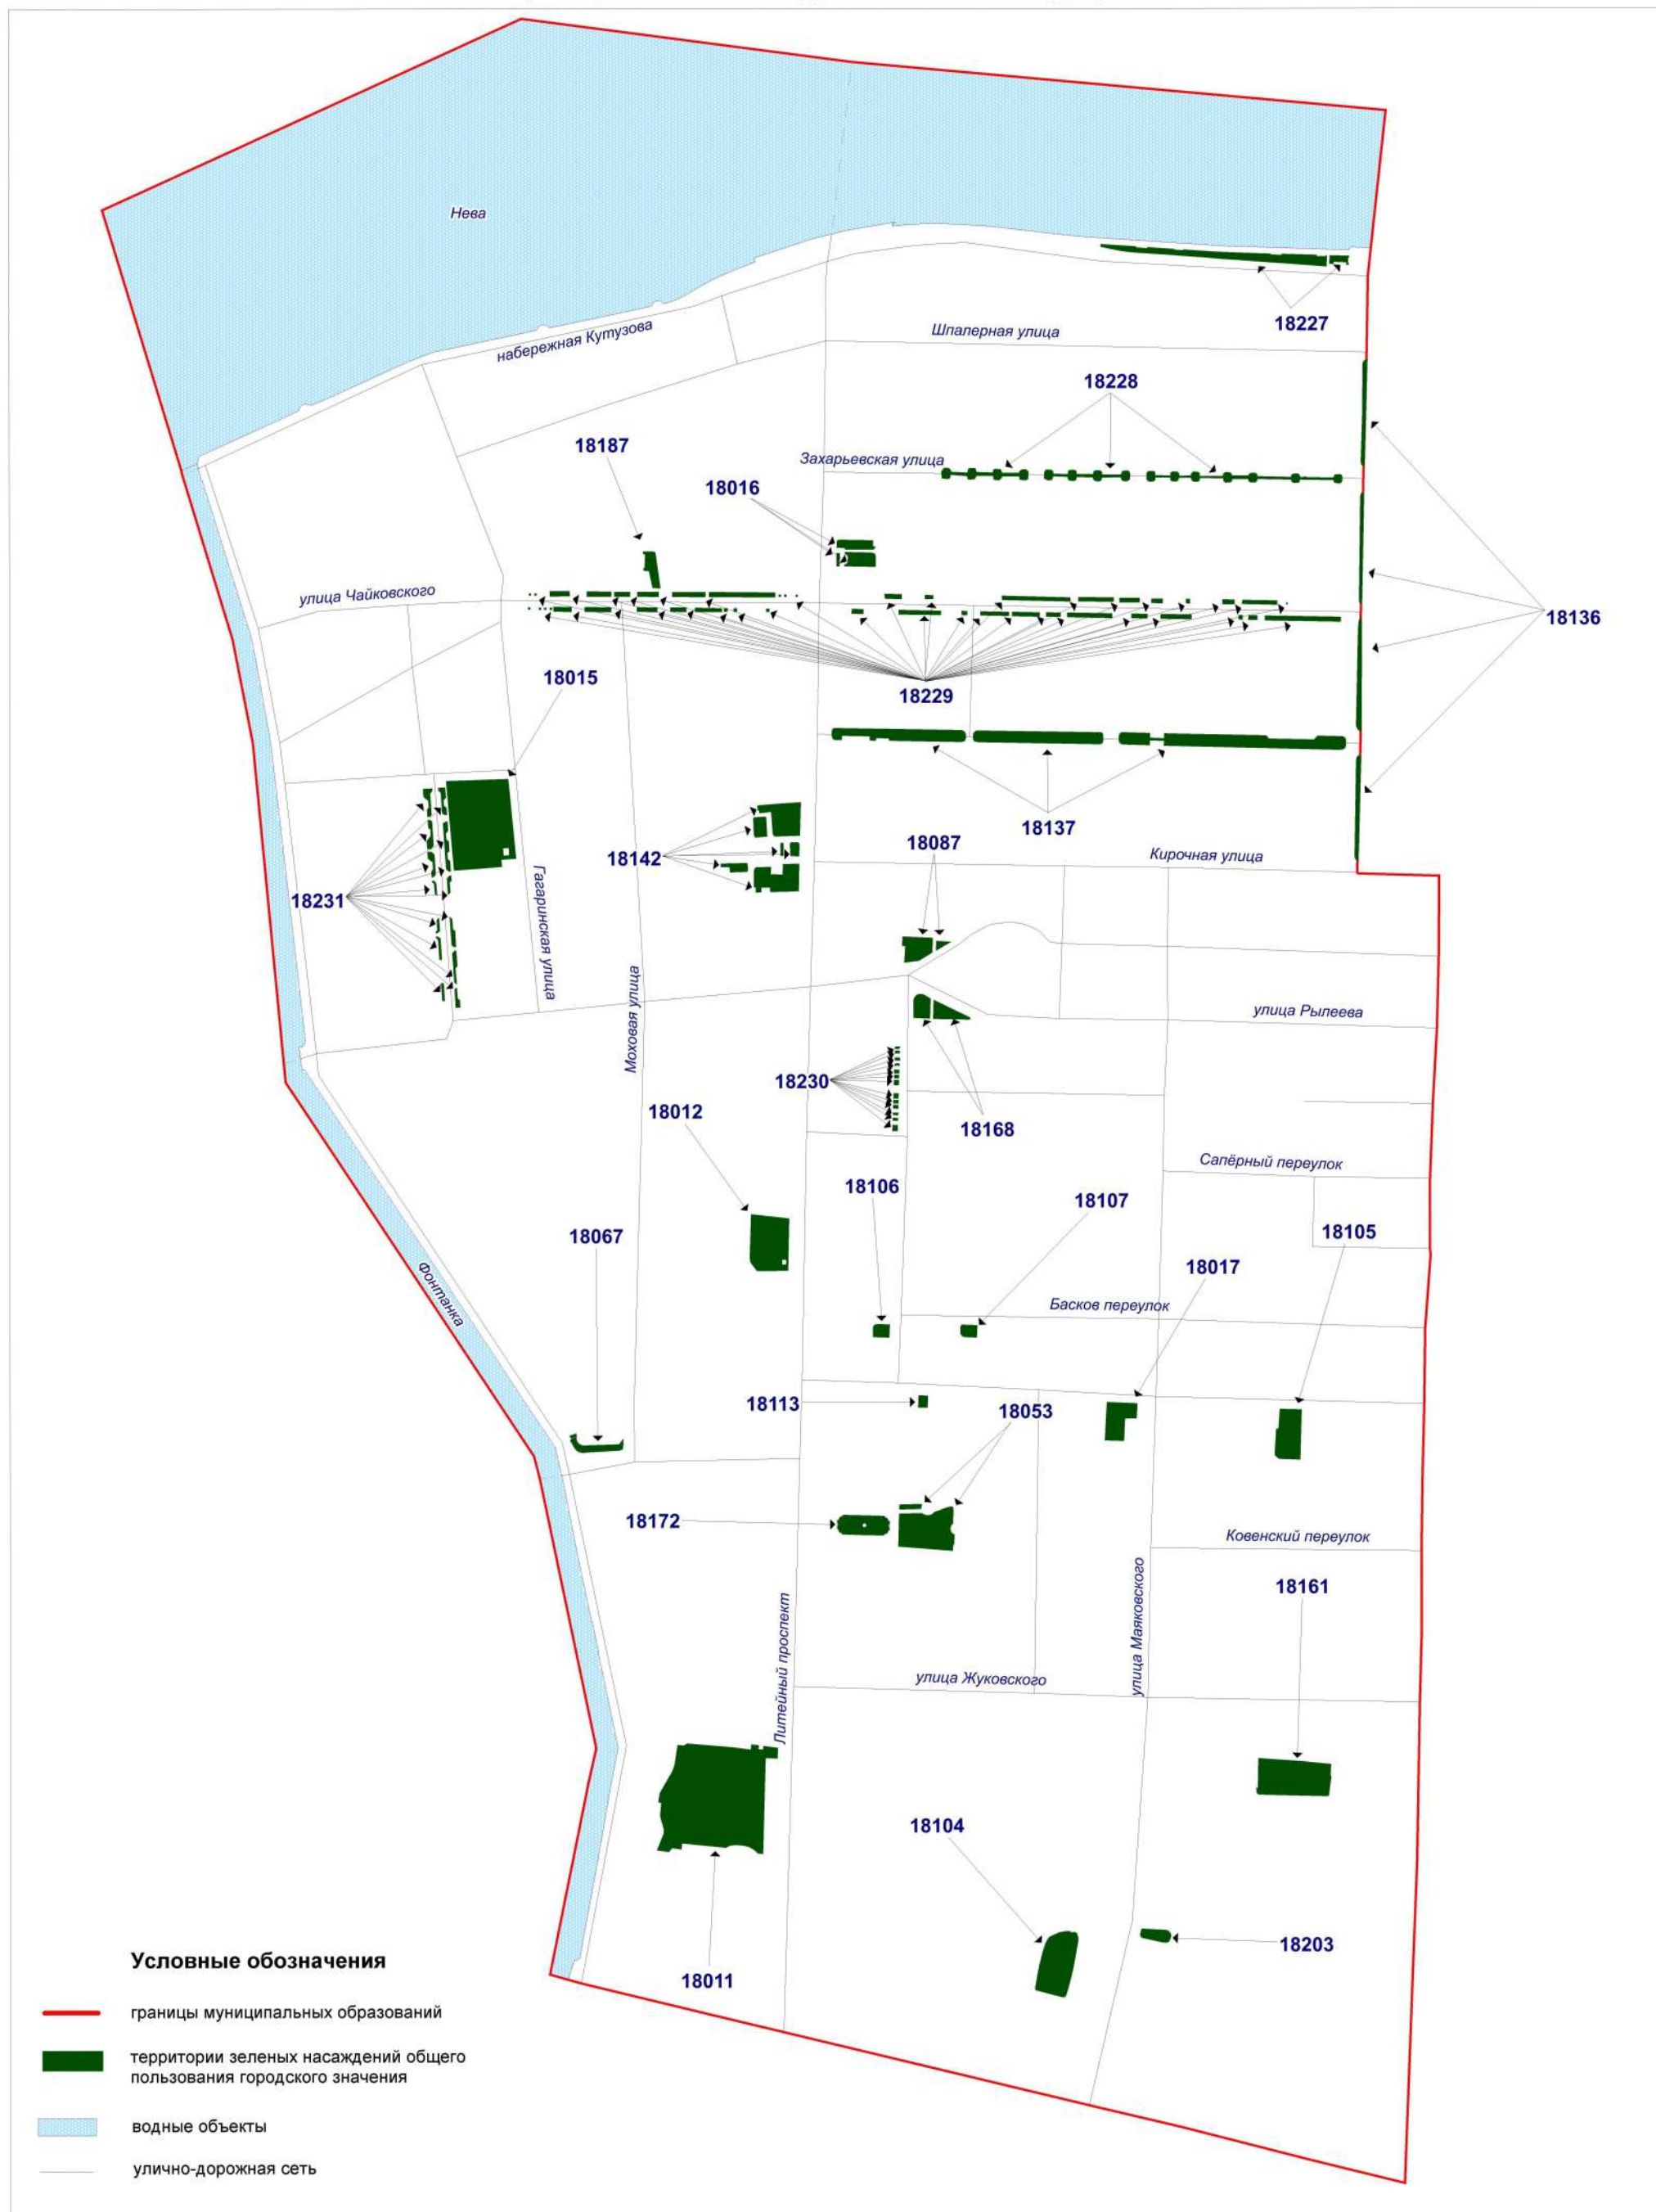 Нева
18227
набережная Кутузова
Шпалерная улица
18228
18187
Захарьевская улица
18016
улица Чайковского
18136
18015
18229
18137
18087
18142
Кирочная улица
18231
Гагаринская улица
Моховая улица
улица Рылеева
18230
18012
18168
Сапёрный переулок
18106
18107
18067
18105
18017
Фонтанка
Басков переулок
18113
18053
18172
Ковенский переулок
18161
Литейный проспект
улица Маяковского
улица Жуковского
18104
18203
18011
Условные обозначения
границы муниципальных образований
территории зеленых насаждений общего
пользования городского значения
водные объекты
улично-дорожная сеть